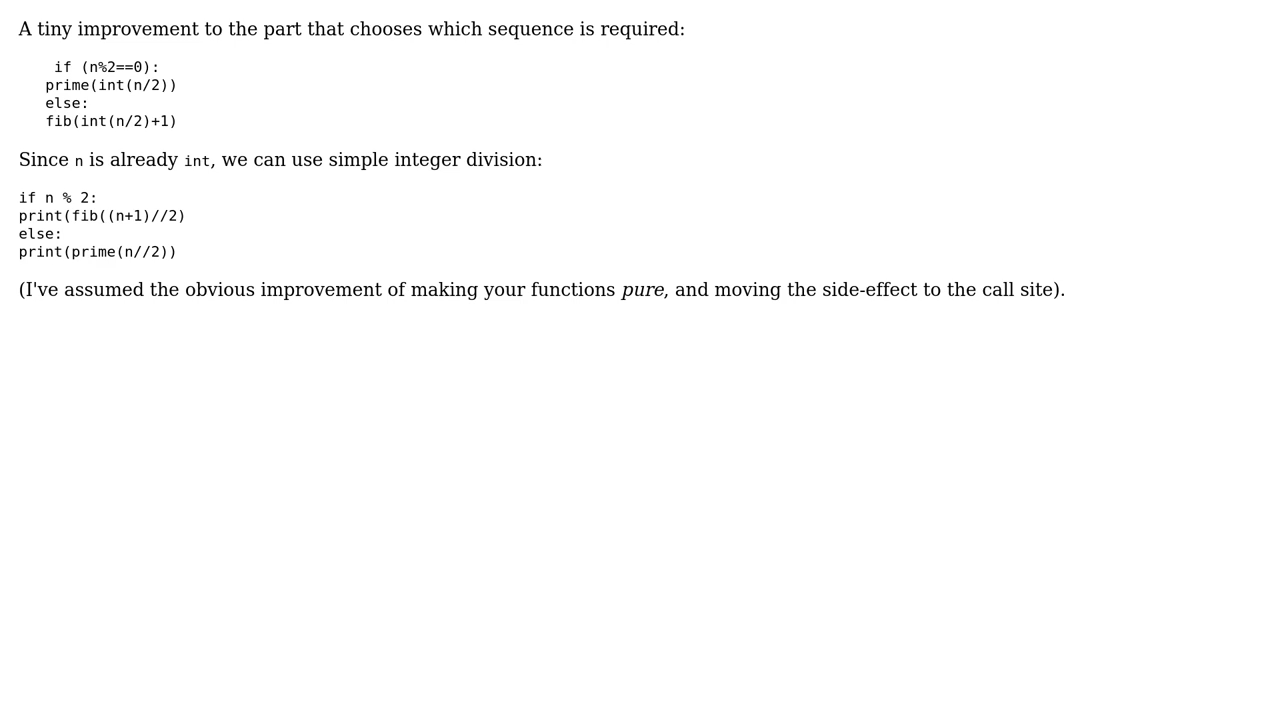 A tiny improvement to the part that chooses which sequence is required:
if (n%2==0):
prime(int(n/2))
else:
fib(int(n/2)+1)
Since n is already int, we can use simple integer division:
if n % 2:
print(fib((n+1)//2)
else:
print(prime(n//2))
(I've assumed the obvious improvement of making your functions pure, and moving the side-effect to the call site).